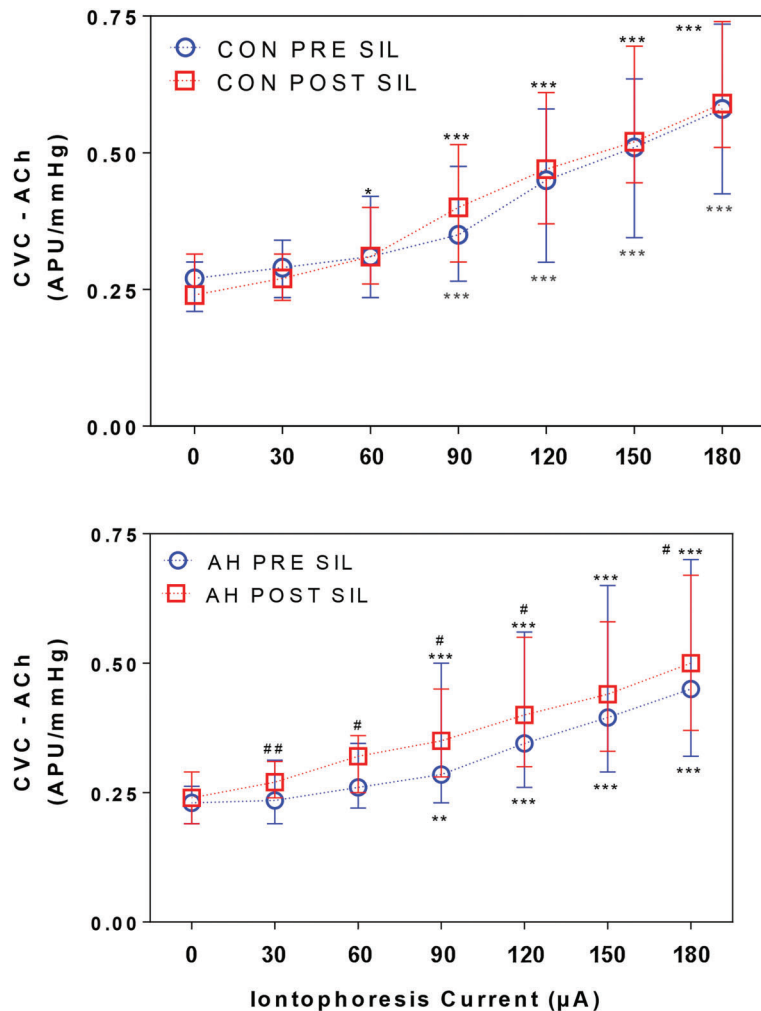 0.75
0.50
0.25
0.00
CVC - ACh
(APU/mmHg)
CON PRE SIL
CON POST SIL
* *** *** *** ***
*** *** *** ***
0 30 60 90 120 150 180
0.75
0.50
0.25
0.00
CVC - ACh
(APU/mmHg)
AH PRE SIL
AH POST SIL
## # # *** # *** *** # ***
** *** *** ***
0 30 60 90 120 150 180
Iontophoresis Current (µA)